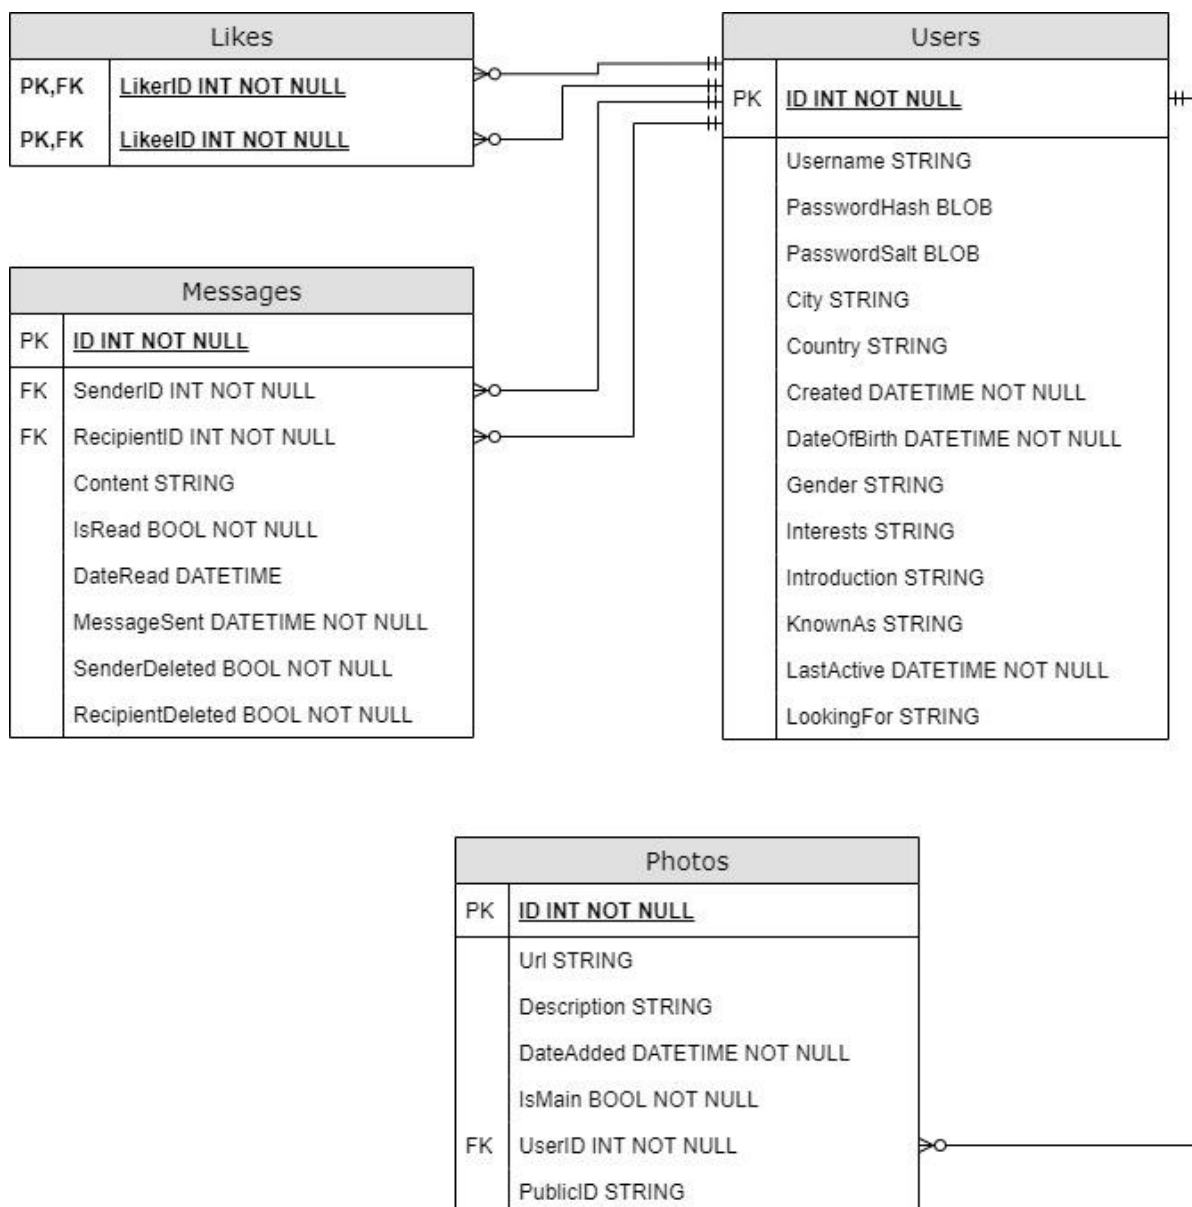 Likes
PK,FK LikerID INT NOT NULL
PK,FK LikeeID INT NOT NULL
Users
PK ID INT NOT NULL
Username STRING
PasswordHash BLOB
PasswordSalt BLOB
City STRING
Country STRING
Created DATETIME NOT NULL
DateOfBirth DATETIME NOT NULL
Gender STRING
Interests STRING
Introduction STRING
KnownAs STRING
LastActive DATETIME NOT NULL
LookingFor STRING
Messages
PK ID INT NOT NULL
FK SenderID INT NOT NULL
FK RecipientID INT NOT NULL
Content STRING
IsRead BOOL NOT NULL
DateRead DATETIME
MessageSent DATETIME NOT NULL
SenderDeleted BOOL NOT NULL
RecipientDeleted BOOL NOT NULL
Photos
PK ID INT NOT NULL
Url STRING
Description STRING
DateAdded DATETIME NOT NULL
IsMain BOOL NOT NULL
FK UserID INT NOT NULL
PublicID STRING